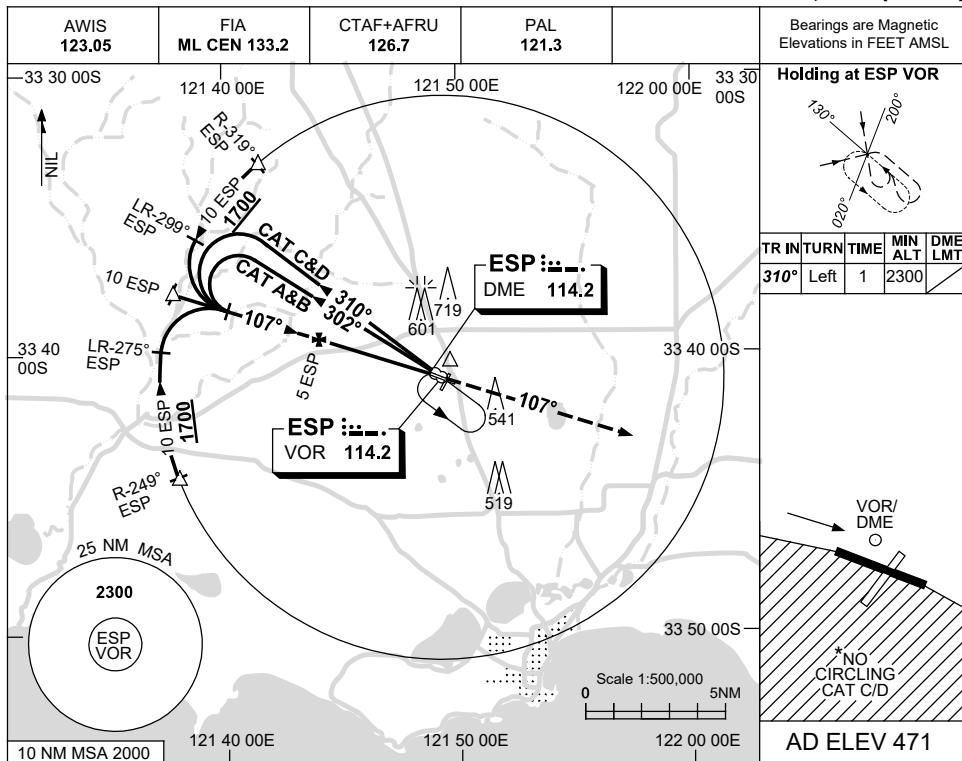 AWIS
123.05
FIA
ML CEN 133.2
CTAF+AFRU
126.7
PAL
121.3
Bearings are Magnetic
Elevations in FEET AMSL
33 30 00S
121 40 00E
121 50 00E
122 00 00E
33 30
00S
NIL
R-319°
ESP
10 ESP
1700
LR-299°
ESP
CAT C&D
310°
CAT A&B
302°
10 ESP
107°
5 ESP
LR-275°
ESP
33 40
00S
10 ESP
1700
R-249°
ESP
ESP
DME 114.2
719
601
33 40 00S
107°
541
ESP
VOR 114.2
519
25 NM MSA
2300
ESP
VOR
33 50 00S
Scale 1:500,000
0 5NM
10 NM MSA 2000
121 40 00E
121 50 00E
122 00 00E
Holding at ESP VOR
130°
200°
020°
TR IN TURN TIME MIN ALT DME LMT
310° Left 1 2300
VOR/
DME
*NO
CIRCLING
CAT C/D
AD ELEV 471